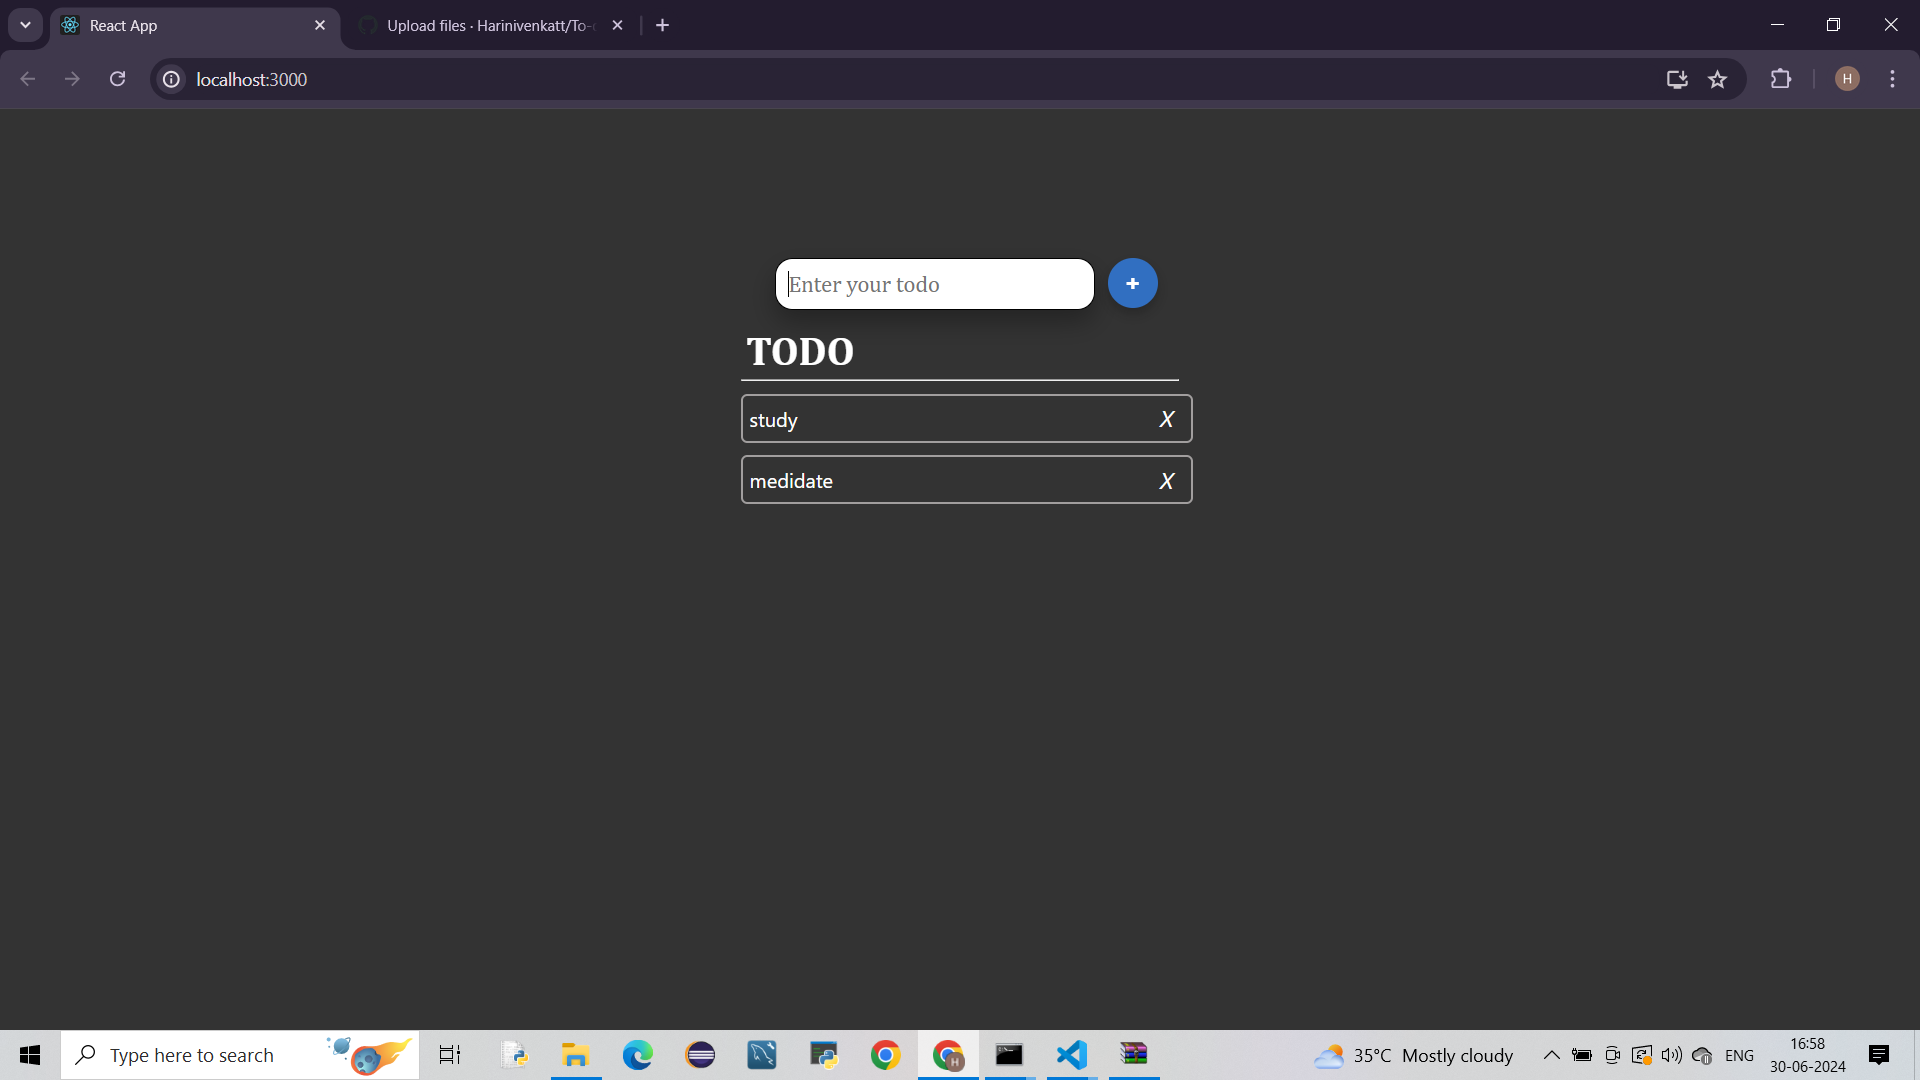 React App
Upload files · Harinivenkatt/To-
localhost:3000
H
Enter your todo
+
TODO
study X
medidate X
Type here to search
H
35°C Mostly cloudy
ENG
16:58
30-06-2024